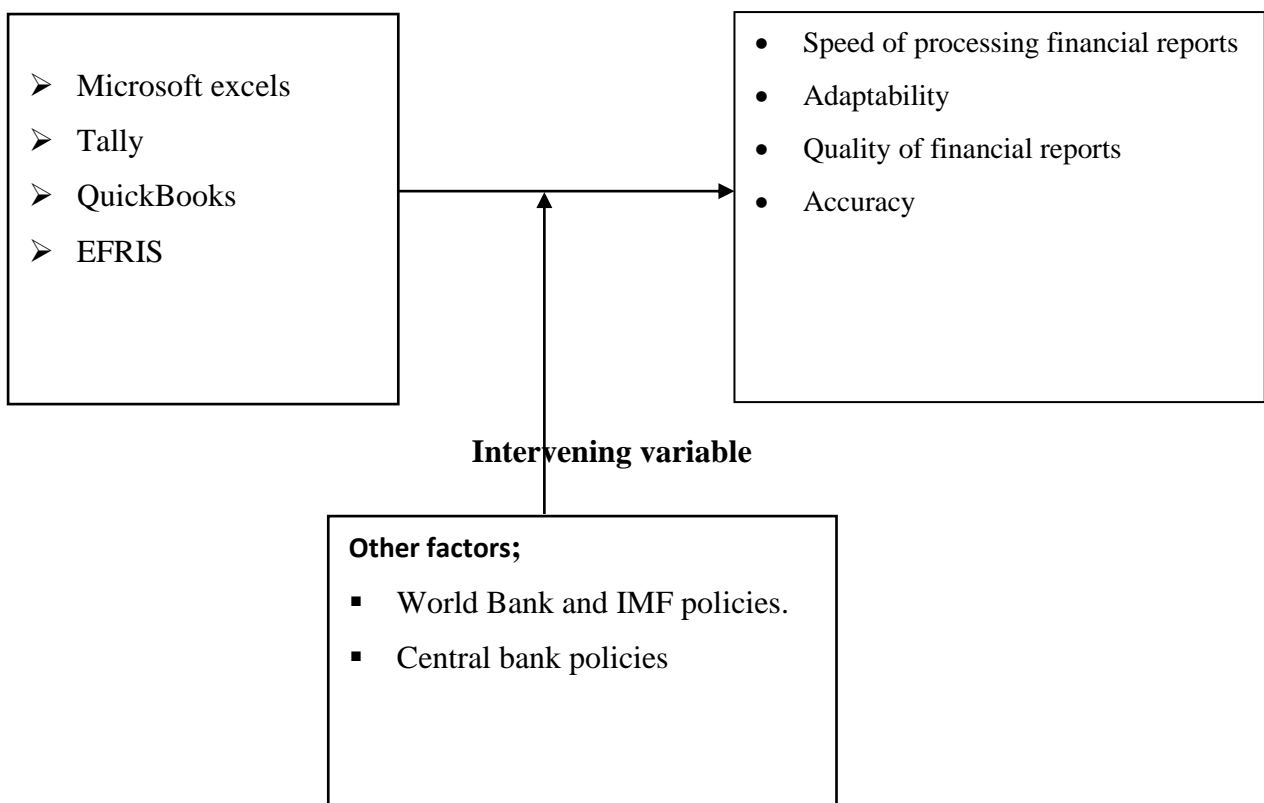 ➢ Microsoft excels
➢ Tally
➢ QuickBooks
➢ EFRIS
• Speed of processing financial reports
• Adaptability
• Quality of financial reports
• Accuracy
Intervening variable
Other factors;
▪ World Bank and IMF policies.
▪ Central bank policies